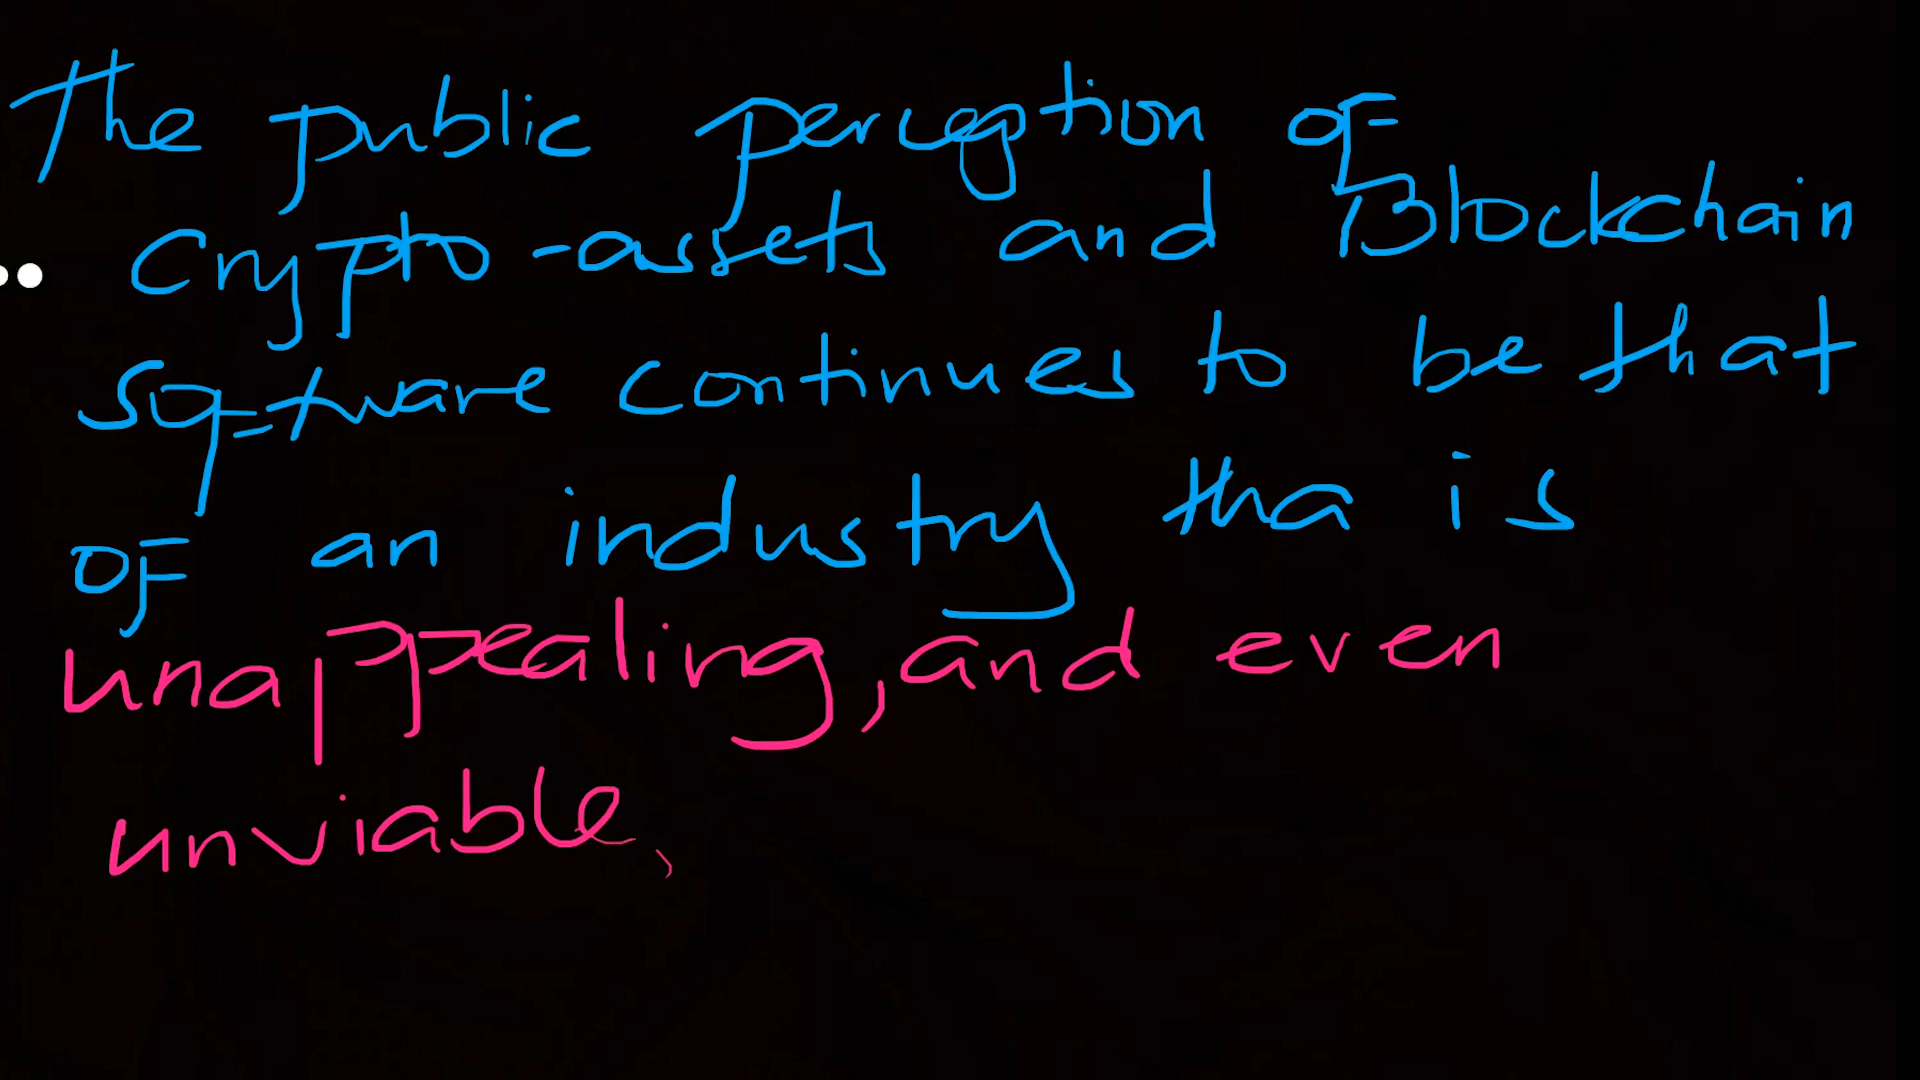 The public perception of
Crypto-assets and Blockchain
software continues to be that
of an industry tha is
unappealing, and even
unviable,